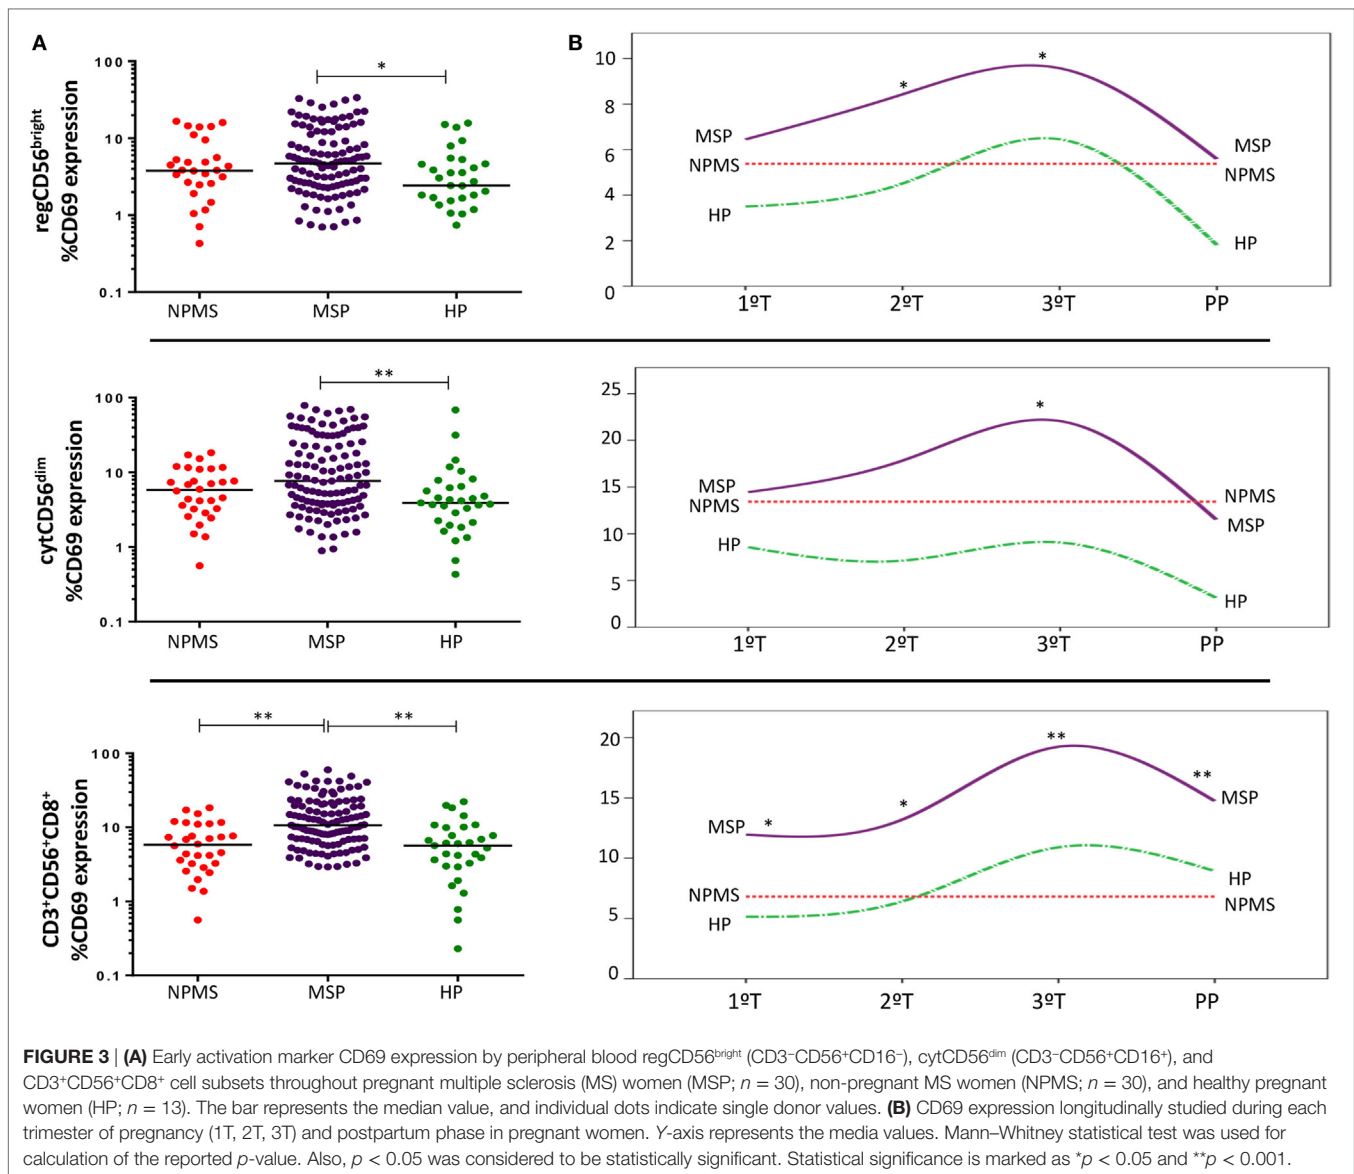 A
regCD56bright
%CD69 expression
100
10
1
0.1
*
NPMS
MSP
HP
B
10
8
6
4
2
0
MSP
NPMS
HP
*
*
MSP
NPMS
HP
1ºT
2ºT
3ºT
PP
cytCD56dim
%CD69 expression
100
10
1
0.1
**
NPMS
MSP
HP
25
20
15
10
5
0
MSP
NPMS
HP
*
NPMS
MSP
HP
1ºT
2ºT
3ºT
PP
CD3+CD56+CD8+
%CD69 expression
100
10
1
0.1
**
**
NPMS
MSP
HP
20
15
10
5
0
MSP
NPMS
HP
*
*
**
**
MSP
HP
NPMS
1ºT
2ºT
3ºT
PP
FIGURE 3 | (A) Early activation marker CD69 expression by peripheral blood regCD56bright (CD3−CD56+CD16−), cytCD56dim (CD3−CD56+CD16+), and
CD3+CD56+CD8+ cell subsets throughout pregnant multiple sclerosis (MS) women (MSP; n = 30), non-pregnant MS women (NPMS; n = 30), and healthy pregnant
women (HP; n = 13). The bar represents the median value, and individual dots indicate single donor values. (B) CD69 expression longitudinally studied during each
trimester of pregnancy (1T, 2T, 3T) and postpartum phase in pregnant women. Y-axis represents the media values. Mann–Whitney statistical test was used for
calculation of the reported p-value. Also, p < 0.05 was considered to be statistically significant. Statistical significance is marked as *p < 0.05 and **p < 0.001.